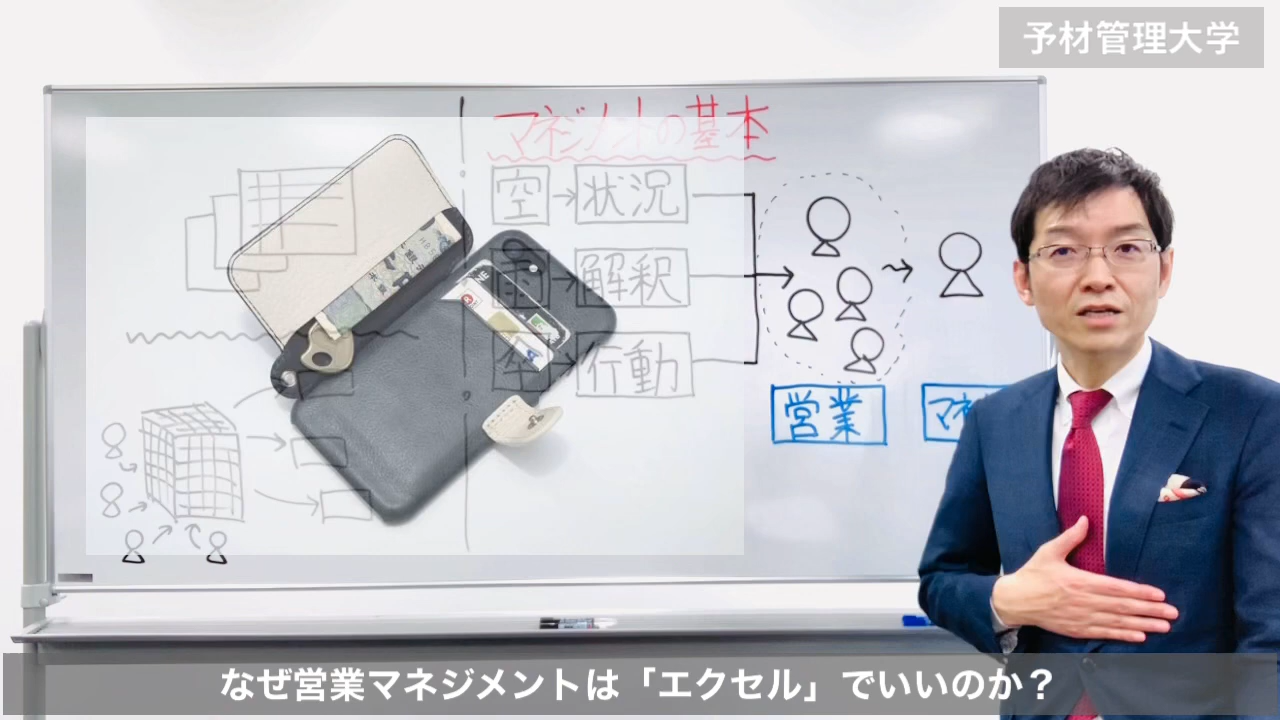 予材管理大学
マネジメントの基本
空→状況
雨→解釈
傘→行動
営業
マネ
なぜ営業マネジメントは「エクセル」でいいのか？